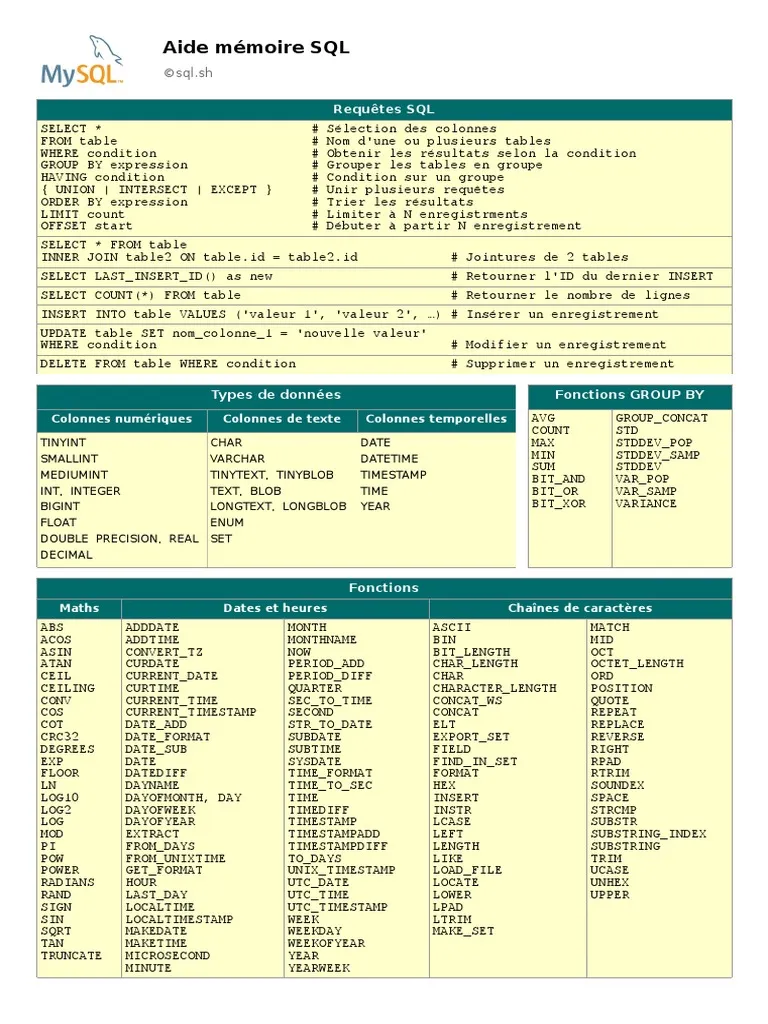 MySQL™
Aide mémoire SQL
©sql.sh
Requêtes SQL
SELECT * # Sélection des colonnes
FROM table # Nom d'une ou plusieurs tables
WHERE condition # Obtenir les résultats selon la condition
GROUP BY expression # Grouper les tables en groupe
HAVING condition # Condition sur un groupe
{ UNION | INTERSECT | EXCEPT } # Unir plusieurs requêtes
ORDER BY expression # Trier les résultats
LIMIT count # Limiter à N enregistrments
OFFSET start # Débuter à partir N enregistrement
SELECT * FROM table
INNER JOIN table2 ON table.id = table2.id # Jointures de 2 tables
SELECT LAST_INSERT_ID() as new # Retourner l'ID du dernier INSERT
SELECT COUNT(*) FROM table # Retourner le nombre de lignes
INSERT INTO table VALUES ('valeur 1', 'valeur 2', …) # Insérer un enregistrement
UPDATE table SET nom_colonne_1 = 'nouvelle valeur'
WHERE condition # Modifier un enregistrement
DELETE FROM table WHERE condition # Supprimer un enregistrement
Types de données
Colonnes numériques Colonnes de texte Colonnes temporelles
TINYINT CHAR DATE
SMALLINT VARCHAR DATETIME
MEDIUMINT TINYTEXT, TINYBLOB TIMESTAMP
INT, INTEGER TEXT, BLOB TIME
BIGINT LONGTEXT, LONGBLOB YEAR
FLOAT ENUM
DOUBLE PRECISION, REAL SET
DECIMAL
Fonctions GROUP BY
AVG GROUP_CONCAT
COUNT STD
MAX STDDEV_POP
MIN STDDEV_SAMP
SUM STDDEV
BIT_AND VAR_POP
BIT_OR VAR_SAMP
BIT_XOR VARIANCE
Fonctions
Maths Dates et heures Chaînes de caractères
ABS ADDDATE MONTH ASCII MATCH
ACOS ADDTIME MONTHNAME BIN MID
ASIN CONVERT_TZ NOW BIT_LENGTH OCT
ATAN CURDATE PERIOD_ADD CHAR_LENGTH OCTET_LENGTH
CEIL CURRENT_DATE PERIOD_DIFF CHAR ORD
CEILING CURTIME QUARTER CHARACTER_LENGTH POSITION
CONV CURRENT_TIME SEC_TO_TIME CONCAT_WS QUOTE
COS CURRENT_TIMESTAMP SECOND CONCAT REPEAT
COT DATE_ADD STR_TO_DATE ELT REPLACE
CRC32 DATE_FORMAT SUBDATE EXPORT_SET REVERSE
DEGREES DATE_SUB SUBTIME FIELD RIGHT
EXP DATE SYSDATE FIND_IN_SET RPAD
FLOOR DATEDIFF TIME_FORMAT FORMAT RTRIM
LN DAYNAME TIME_TO_SEC HEX SOUNDEX
LOG10 DAYOFMONTH, DAY TIME INSERT SPACE
LOG2 DAYOFWEEK TIMEDIFF INSTR STRCMP
LOG DAYOFYEAR TIMESTAMP LCASE SUBSTR
MOD EXTRACT TIMESTAMPADD LEFT SUBSTRING_INDEX
PI FROM_DAYS TIMESTAMPDIFF LENGTH SUBSTRING
POW FROM_UNIXTIME TO_DAYS LIKE TRIM
POWER GET_FORMAT UNIX_TIMESTAMP LOAD_FILE UCASE
RADIANS HOUR UTC_DATE LOCATE UNHEX
RAND LAST_DAY UTC_TIME LOWER UPPER
SIGN LOCALTIME UTC_TIMESTAMP LPAD
SIN LOCALTIMESTAMP WEEK LTRIM
SQRT MAKEDATE WEEKDAY MAKE_SET
TAN MAKETIME WEEKOFYEAR
TRUNCATE MICROSECOND YEAR
MINUTE YEARWEEK